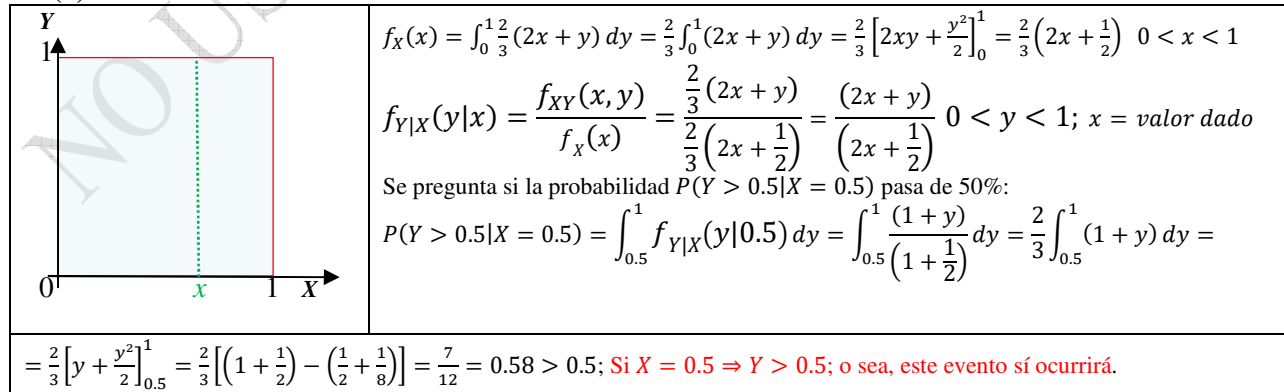 NO US
Y
1
0
x
1
X
f_X(x) = ∫_0^1 2/3 (2x + y) dy = 2/3 ∫_0^1 (2x + y) dy = 2/3 [2xy + y²/2]_0^1 = 2/3 (2x + 1/2) 0 < x < 1
f_{Y|X}(y|x) = f_{XY}(x, y) / f_X(x) = 2/3 (2x + y) / 2/3 (2x + 1/2) = (2x + y) / (2x + 1/2) 0 < y < 1; x = valor dado
Se pregunta si la probabilidad P(Y > 0.5|X = 0.5) pasa de 50%:
P(Y > 0.5|X = 0.5) = ∫_{0.5}^1 f_{Y|X}(y|0.5) dy = ∫_{0.5}^1 (1 + y) / (1 + 1/2) dy = 2/3 ∫_{0.5}^1 (1 + y) dy =
= 2/3 [y + y²/2]_{0.5}^1 = 2/3 [(1 + 1/2) − (1/2 + 1/8)] = 7/12 = 0.58 > 0.5; Si X = 0.5 ⇒ Y > 0.5; o sea, este evento sí ocurrirá.